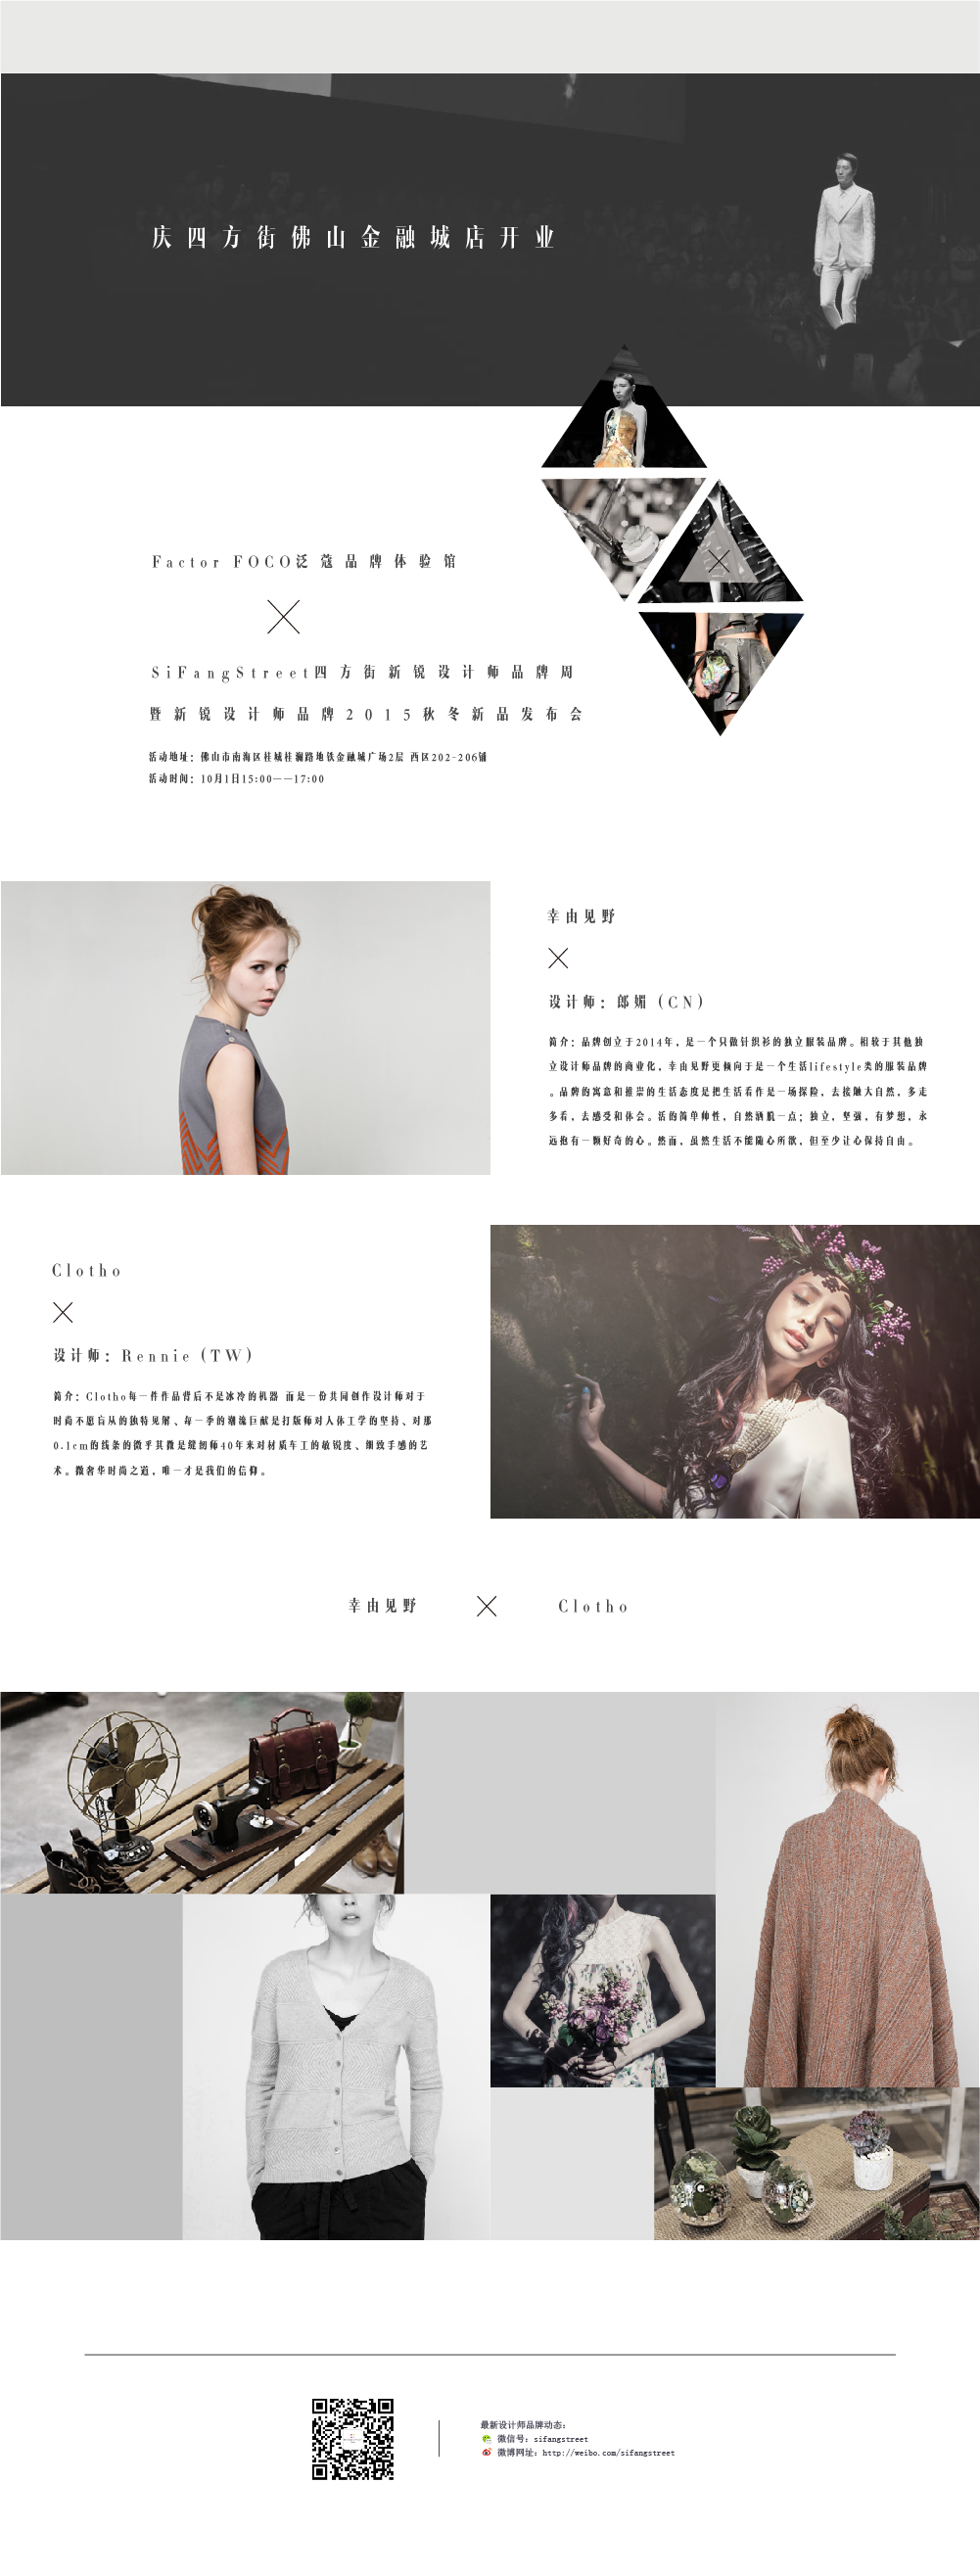 庆四方街佛山金融城店开业
Factor FOCO泛蔻品牌体验馆
SiFangStreet四方街新锐设计师品牌周
暨新锐设计师品牌2015秋冬新品发布会
活动地址：佛山市南海区桂城桂澜路地铁金融城广场2层 西区202-206铺
活动时间：10月1日15:00——17:00
幸由见野
设计师：郎媚 (CN)
简介：品牌创立于2014年，是一个只做针织衫的独立服装品牌。相较于其他独
立设计师品牌的商业化，幸由见野更倾向于是一个生活lifestyle类的服装品牌
。品牌的寓意和推崇的生活态度是把生活看作是一场探险，去接触大自然，多走
多看，去感受和体会。活的简单帅性，自然洒脱一点；独立，坚强，有梦想，永
远抱有一颗好奇的心。然而，虽然生活不能随心所欲，但至少让心保持自由。
Clotho
设计师：Rennie (TW)
简介：Clotho每一件作品背后不是冰冷的机器 而是一份共同创作设计师对于
时尚不愿盲从的独特见解、每一季的潮流巨献是打版师对人体工学的坚持、对那
0.1cm的线条的微乎其微是缝纫师40年来对材质车工的敏锐度、细致手感的艺
术。微奢华时尚之道，唯一才是我们的信仰。
幸由见野 Clotho
最新设计师品牌动态：
微信号：sifangstreet
微博网址：http://weibo.com/sifangstreet